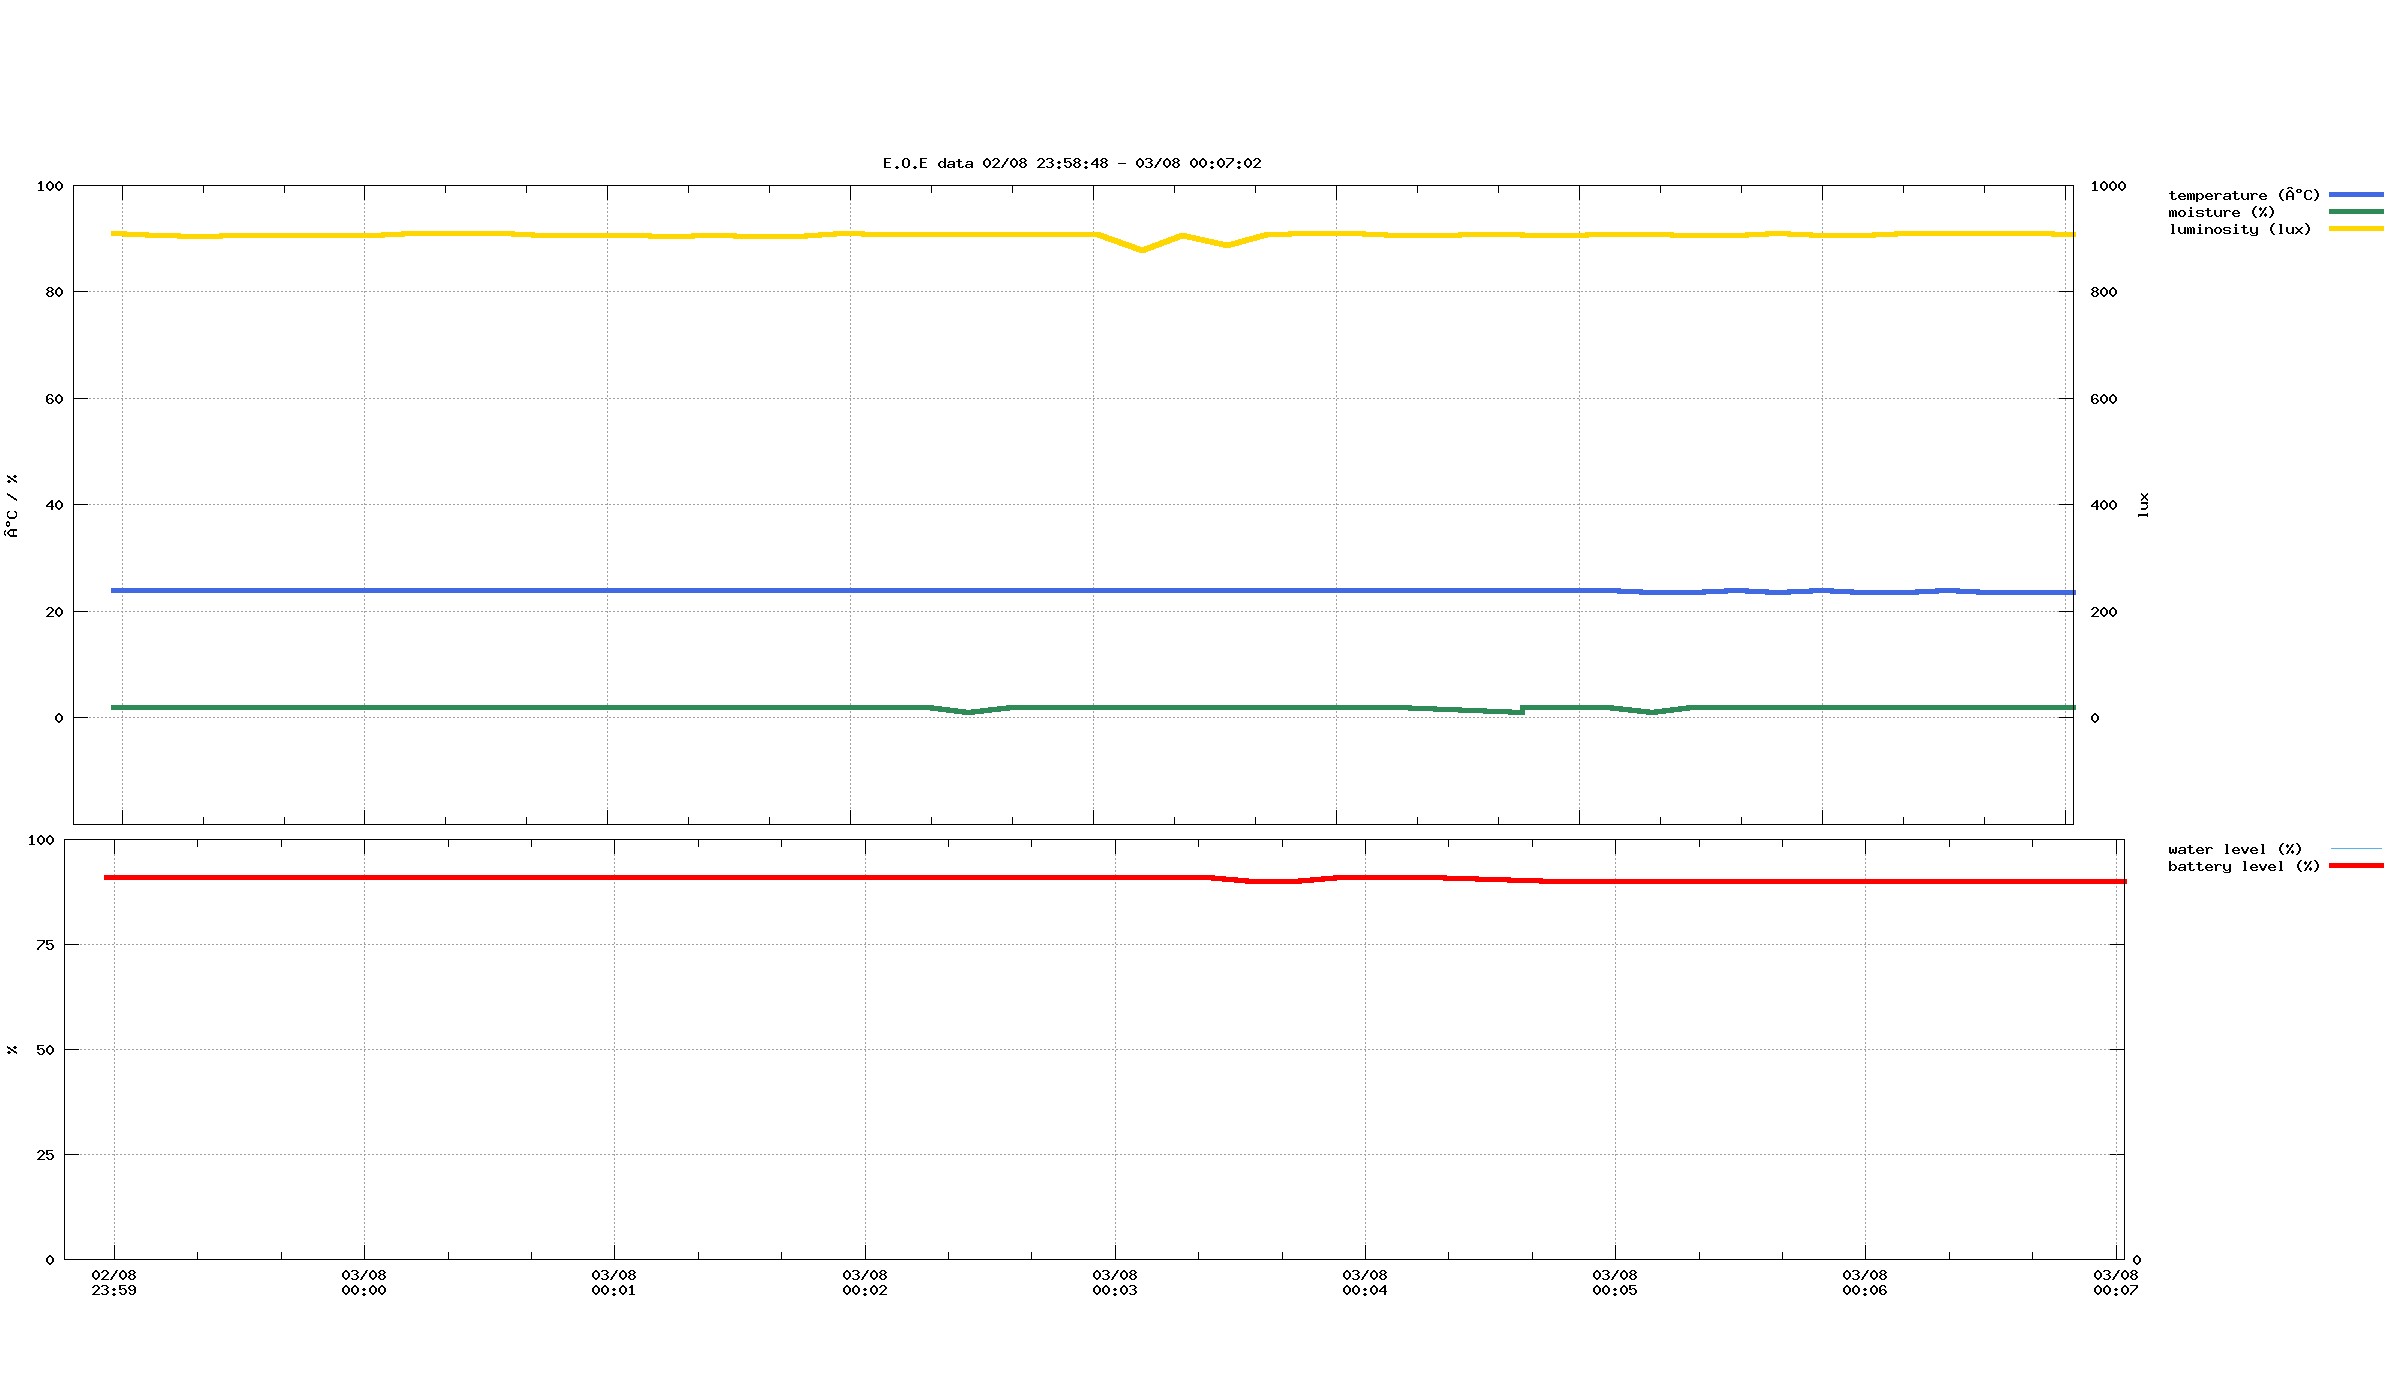 E.O.E data 02/08 23:58:48 - 03/08 00:07:02
100
80
60
40
20
0
Â°C / %
1000
800
600
400
200
0
lux
temperature (Â°C)
moisture (%)
luminosity (lux)
100
75
50
25
0
%
0
water level (%)
battery level (%)
02/08 03/08 03/08 03/08 03/08 03/08 03/08 03/08 03/08
23:59 00:00 00:01 00:02 00:03 00:04 00:05 00:06 00:07